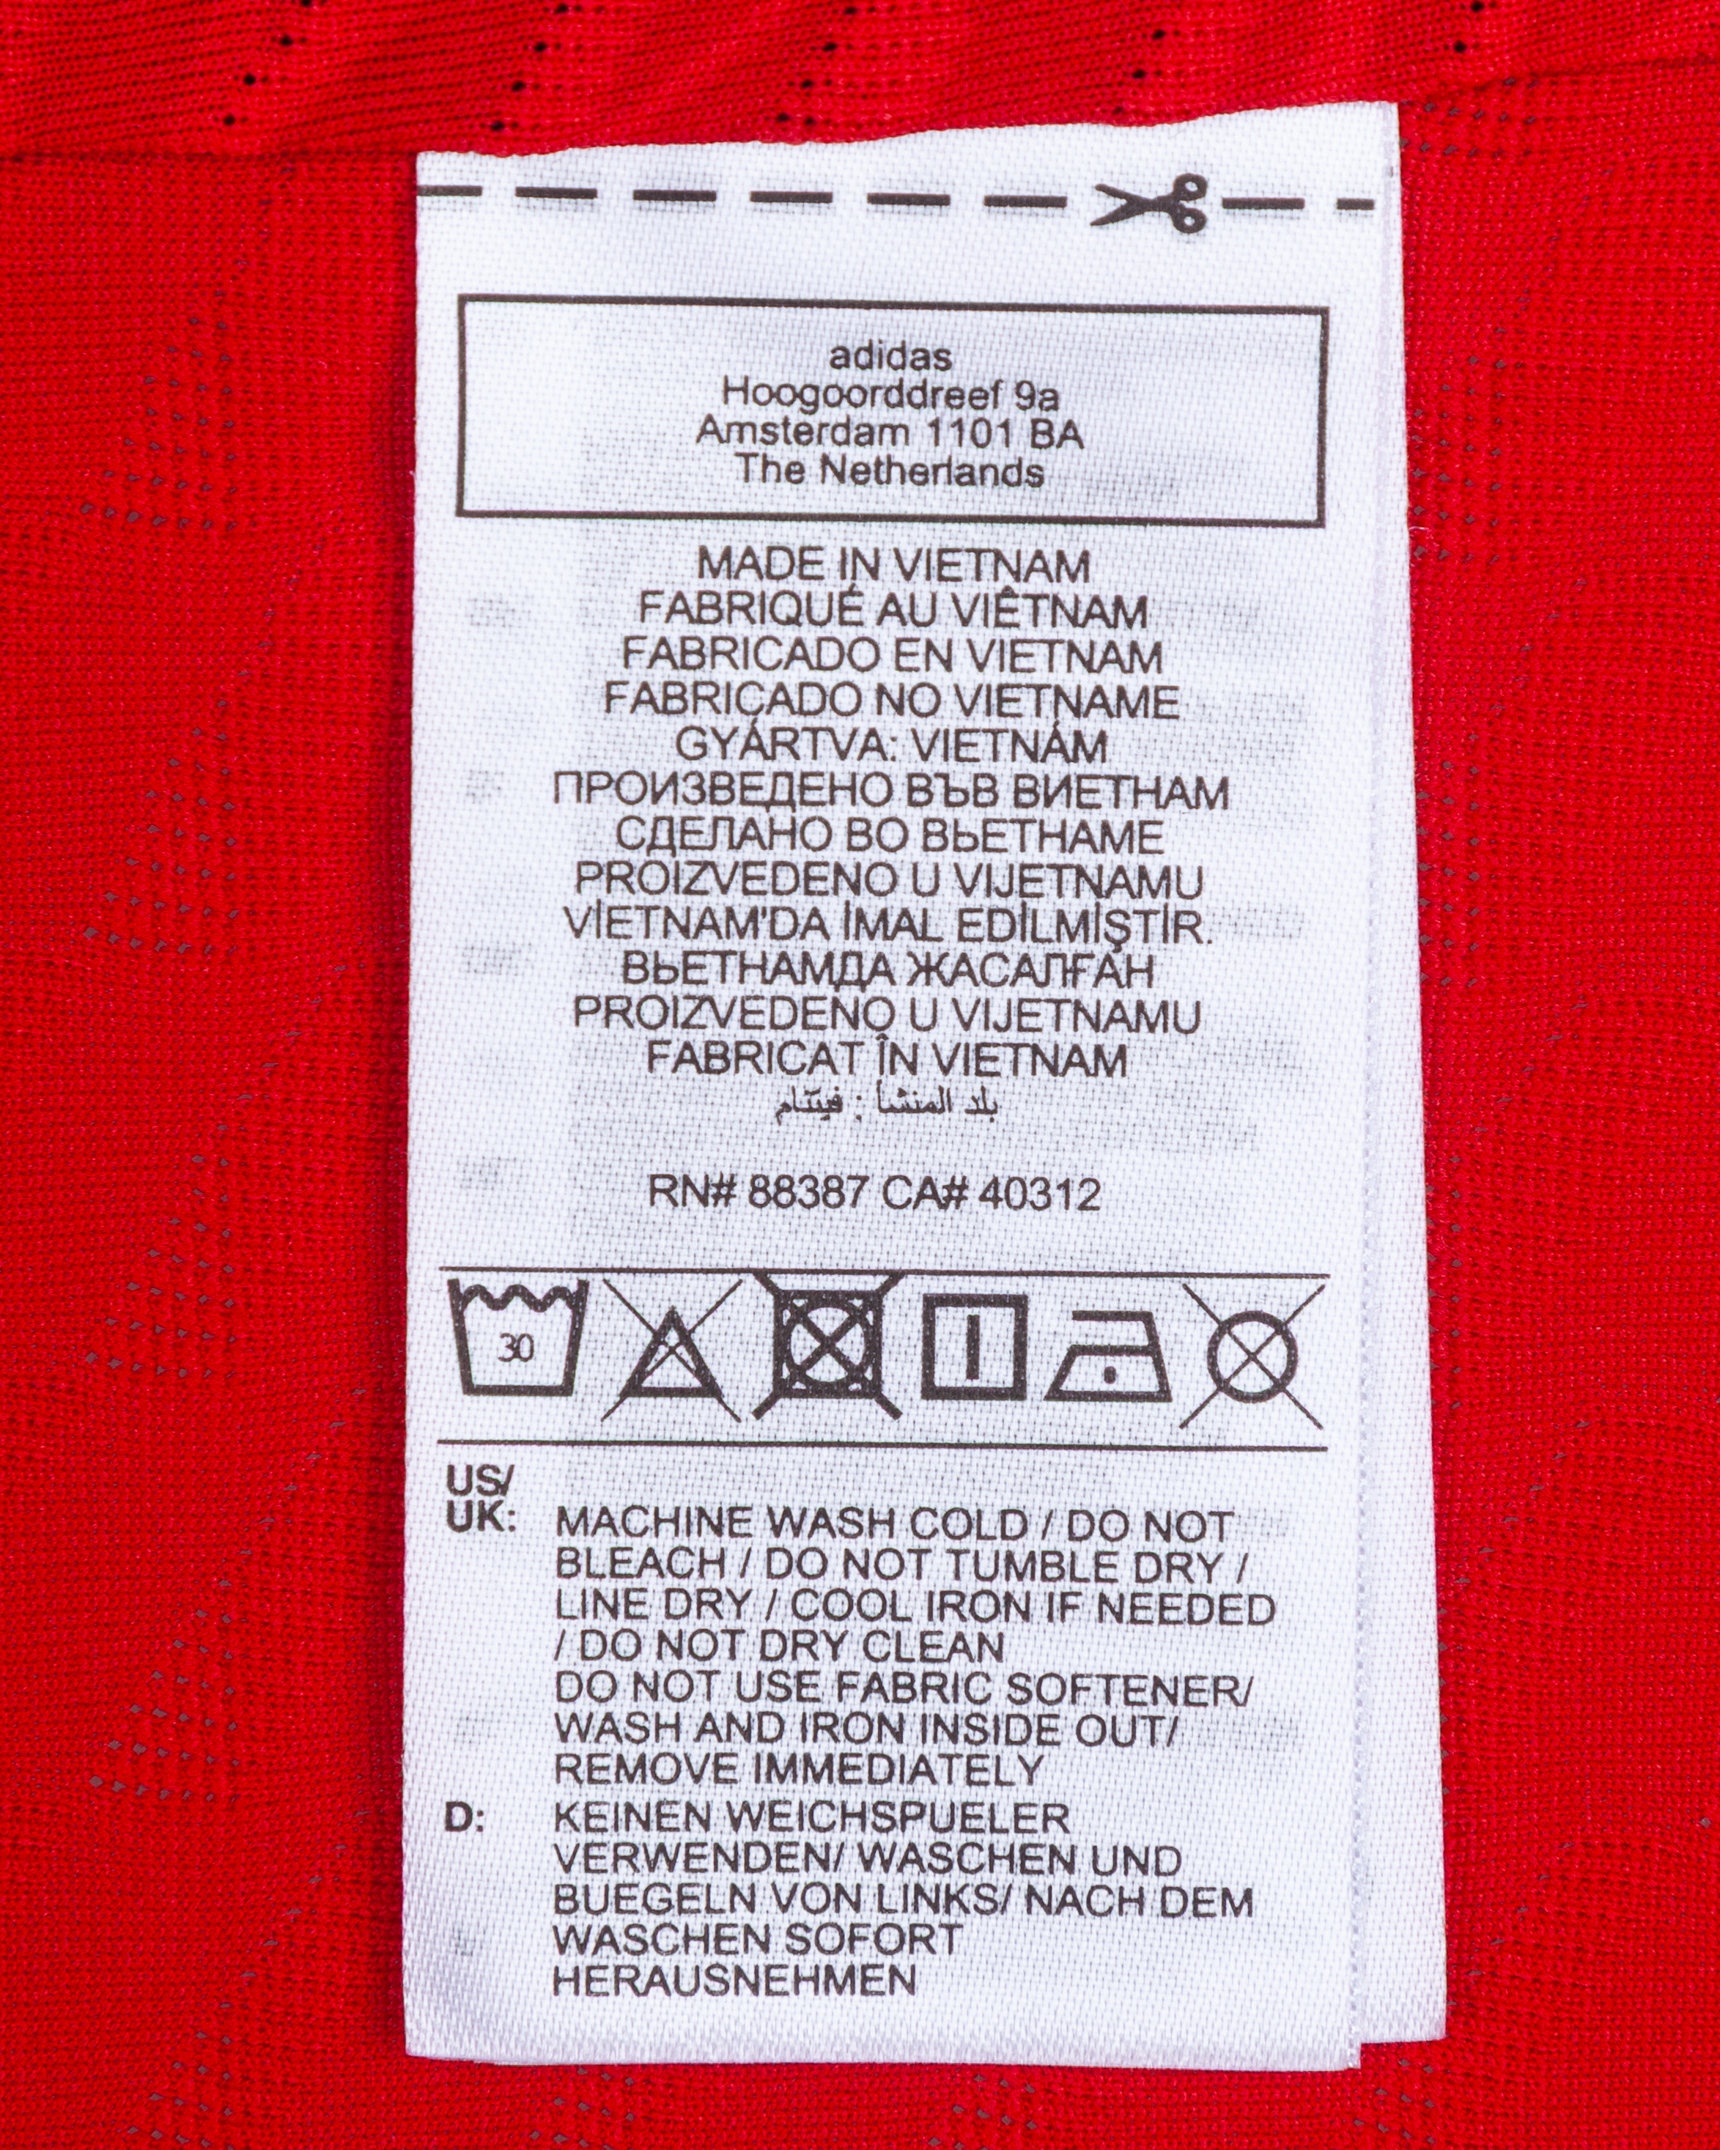 adidas
Hoogoorddreef 9a
Amsterdam 1101 BA
The Netherlands
MADE IN VIETNAM
FABRIQUÉ AU VIÊTNAM
FABRICADO EN VIETNAM
FABRICADO NO VIETNAME
GYÁRTVA: VIETNÁM
ПРОИЗВЕДЕНО ВЪВ ВИЕТНАМ
СДЕЛАНО ВО ВЬЕТНАМЕ
PROIZVEDENO U VIJETNAMU
VİETNAM'DA İMAL EDİLMİŞTİR.
ВЬЕТНАМДА ЖАСАЛҒАН
PROIZVEDENO U VIJETNAMU
FABRICAT ÎN VIETNAM
بلد المنشأ : فيتنام
RN# 88387 CA# 40312
30
US/
UK: MACHINE WASH COLD / DO NOT
BLEACH / DO NOT TUMBLE DRY /
LINE DRY / COOL IRON IF NEEDED
/ DO NOT DRY CLEAN
DO NOT USE FABRIC SOFTENER/
WASH AND IRON INSIDE OUT/
REMOVE IMMEDIATELY
D: KEINEN WEICHSPUELER
VERWENDEN/ WASCHEN UND
BUEGELN VON LINKS/ NACH DEM
WASCHEN SOFORT
HERAUSNEHMEN